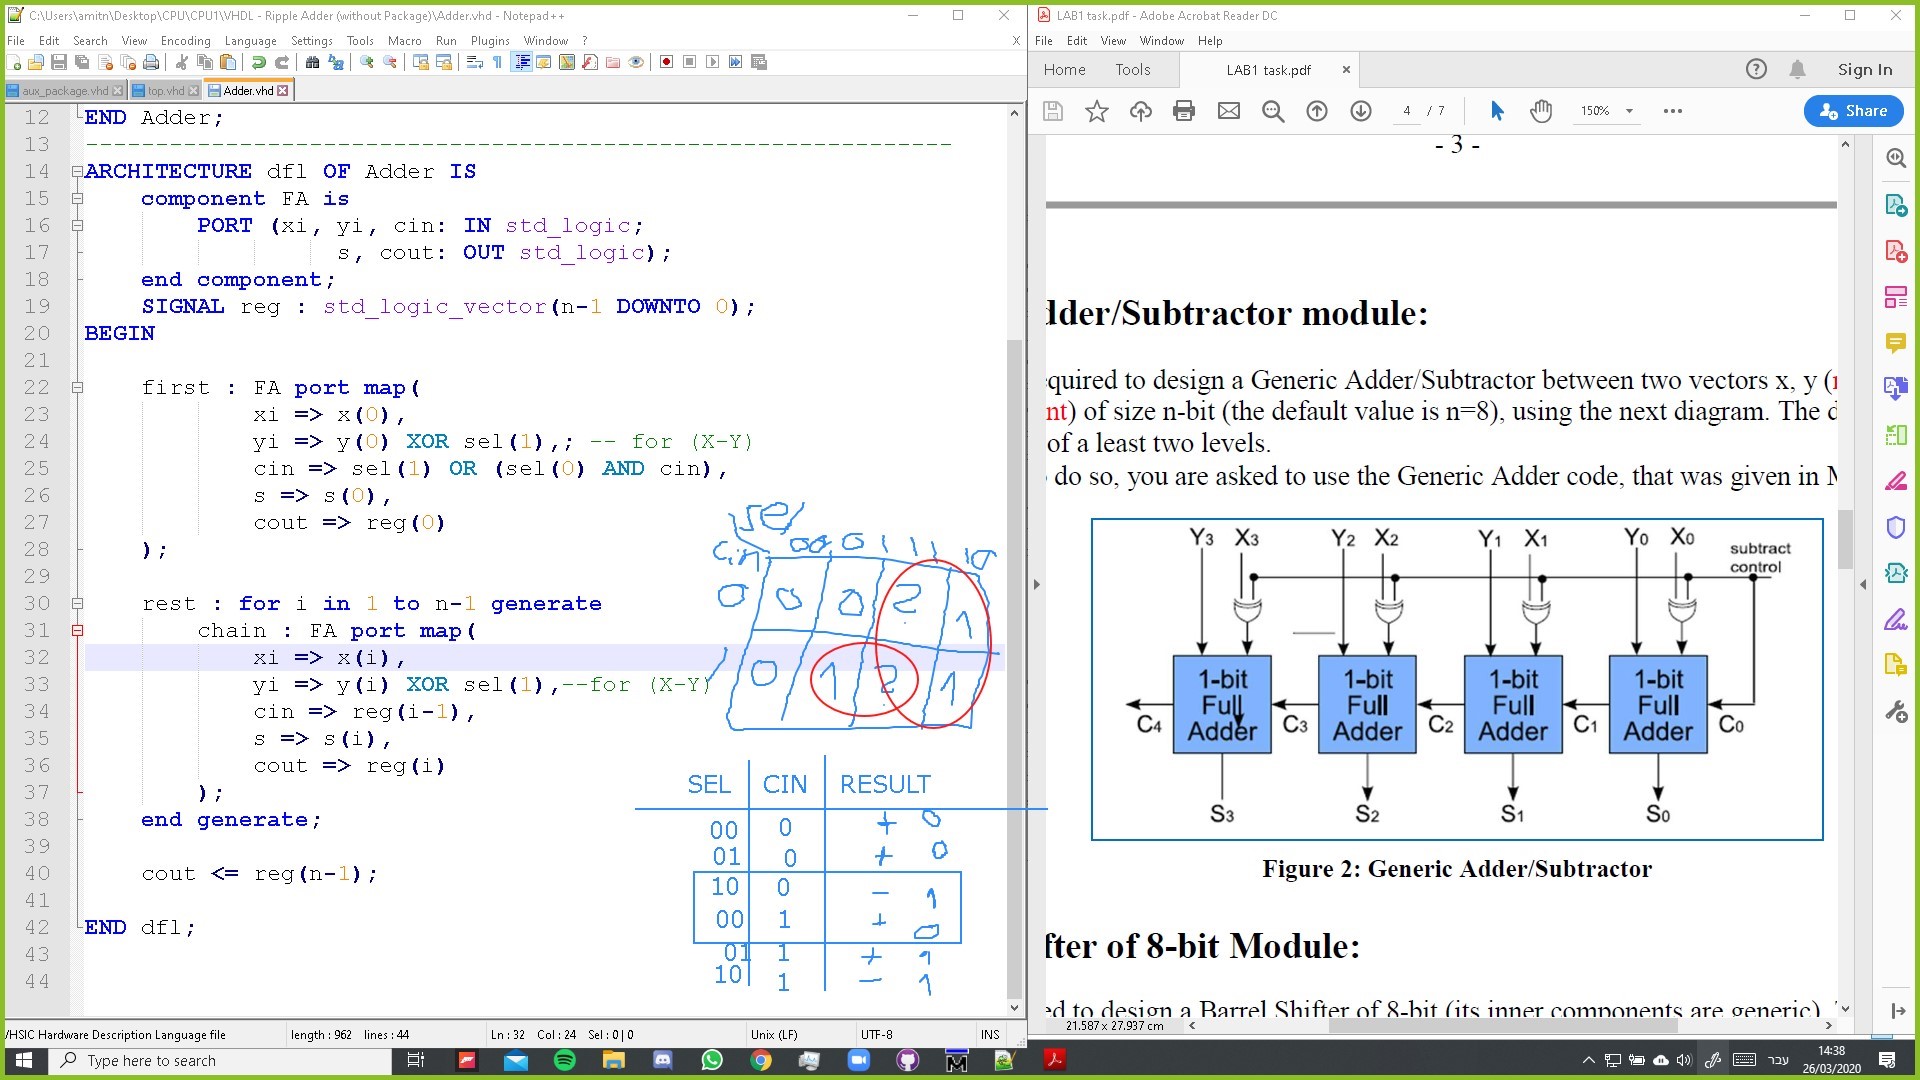 C:\Users\amitn\Desktop\CPU\CPU1\VHDL - Ripple Adder (without Package)\Adder.vhd - Notepad++
File Edit Search View Encoding Language Settings Tools Macro Run Plugins Window ? X
aux_package.vhd top.vhd Adder.vhd
12 END Adder;
13 --------------------------------------------------------------
14 ARCHITECTURE dfl OF Adder IS
15 component FA is
16 PORT (xi, yi, cin: IN std_logic;
17 s, cout: OUT std_logic);
18 end component;
19 SIGNAL reg : std_logic_vector(n-1 DOWNTO 0);
20 BEGIN
21
22 first : FA port map(
23 xi => x(0),
24 yi => y(0) XOR sel(1),; -- for (X-Y)
25 cin => sel(1) OR (sel(0) AND cin),
26 s => s(0),
27 cout => reg(0)
28 );
29
30 rest : for i in 1 to n-1 generate
31 chain : FA port map(
32 xi => x(i),
33 yi => y(i) XOR sel(1),--for (X-Y)
34 cin => reg(i-1),
35 s => s(i),
36 cout => reg(i)
37 );
38 end generate;
39
40 cout <= reg(n-1);
41
42 END dfl;
43
44
sel
cin 00 01 11 10
0 0 0 2 1
1 0 1 2 1
SEL CIN RESULT
00 0 + 0
01 0 + 0
10 0 - 1
00 1 + 0
01 1 + 1
10 1 - 1
VHSIC Hardware Description Language file length : 962 lines : 44 Ln : 32 Col : 24 Sel : 0 | 0 Unix (LF) UTF-8 INS
LAB1 task.pdf - Adobe Acrobat Reader DC
File Edit View Window Help
Home Tools LAB1 task.pdf × Sign In
4 / 7 150% Share
- 3 -
dder/Subtractor module:
equired to design a Generic Adder/Subtractor between two vectors x, y (
nt) of size n-bit (the default value is n=8), using the next diagram. The d
of a least two levels.
do so, you are asked to use the Generic Adder code, that was given in M
Y3 X3 Y2 X2 Y1 X1 Y0 X0 subtract
control
1-bit 1-bit 1-bit 1-bit
Full Full Full Full
C4 Adder C3 Adder C2 Adder C1 Adder C0
S3 S2 S1 S0
Figure 2: Generic Adder/Subtractor
fter of 8-bit Module:
ed to design a Barrel Shifter of 8-bit (its inner components are generic).
21.587 x 27.937 cm
Type here to search
עבר
14:38
26/03/2020